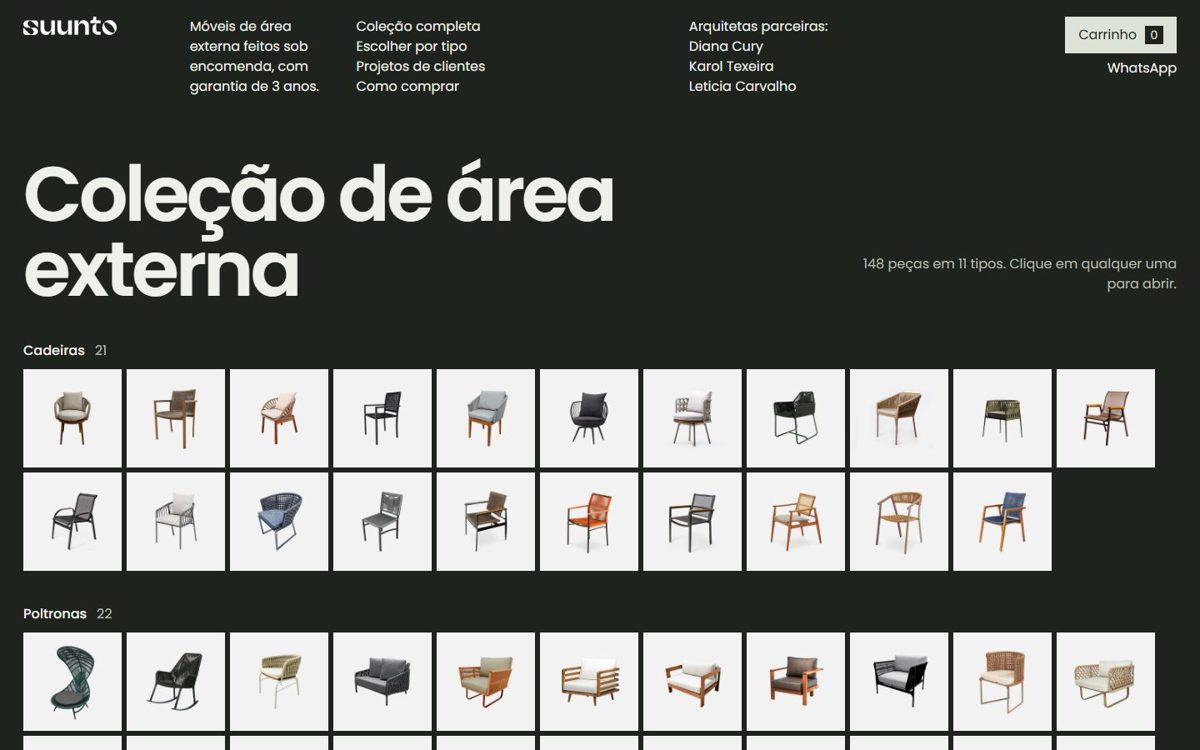 suunto
Móveis de área
externa feitos sob
encomenda, com
garantia de 3 anos.
Coleção completa
Escolher por tipo
Projetos de clientes
Como comprar
Arquitetas parceiras:
Diana Cury
Karol Texeira
Leticia Carvalho
Carrinho 0
WhatsApp
Coleção de área
externa
148 peças em 11 tipos. Clique em qualquer uma
para abrir.
Cadeiras 21
Poltronas 22